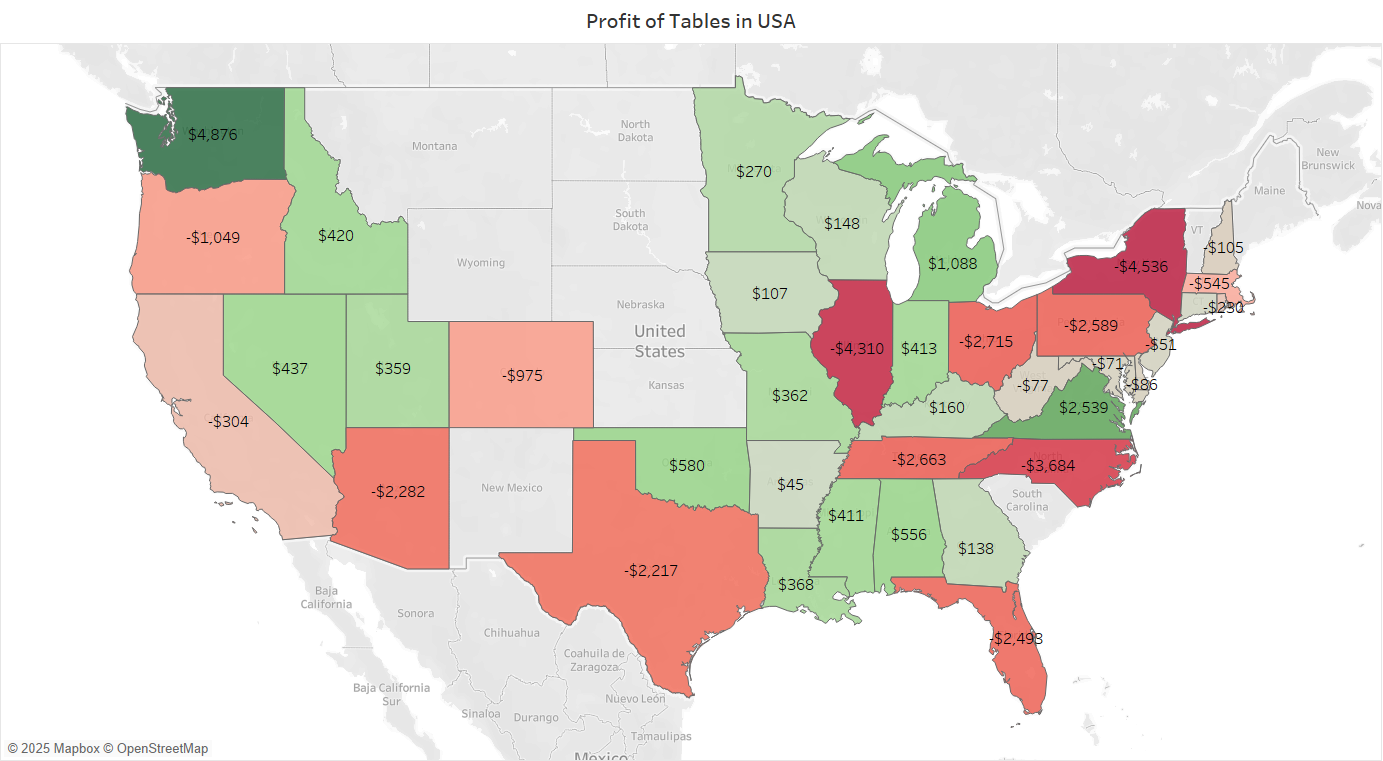 Profit of Tables in USA
$4,876
Montana
North
Dakota
New
Brunswick
$270
Maine
Nova
-$1,049
$420
South
Dakota
$148
VT
-$105
Wyoming
$1,088
-$4,536
-$545
$107
Nebraska
United
States
-$2,589
-$51
$437
$359
-$975
-$4,310
$413
-$2,715
-$71
Kansas
-$77
-$86
$362
$160
$2,539
-$304
-$2,282
New Mexico
$580
-$2,663
-$3,684
$45
South
Carolina
$411
$556
$138
-$2,217
$368
Baja
California
Sonora
Chihuahua
-$2,493
Coahuila de
Zaragoza
Baja California
Sur
Nuevo León
Sinaloa
Durango
Tamaulipas
México
© 2025 Mapbox © OpenStreetMap